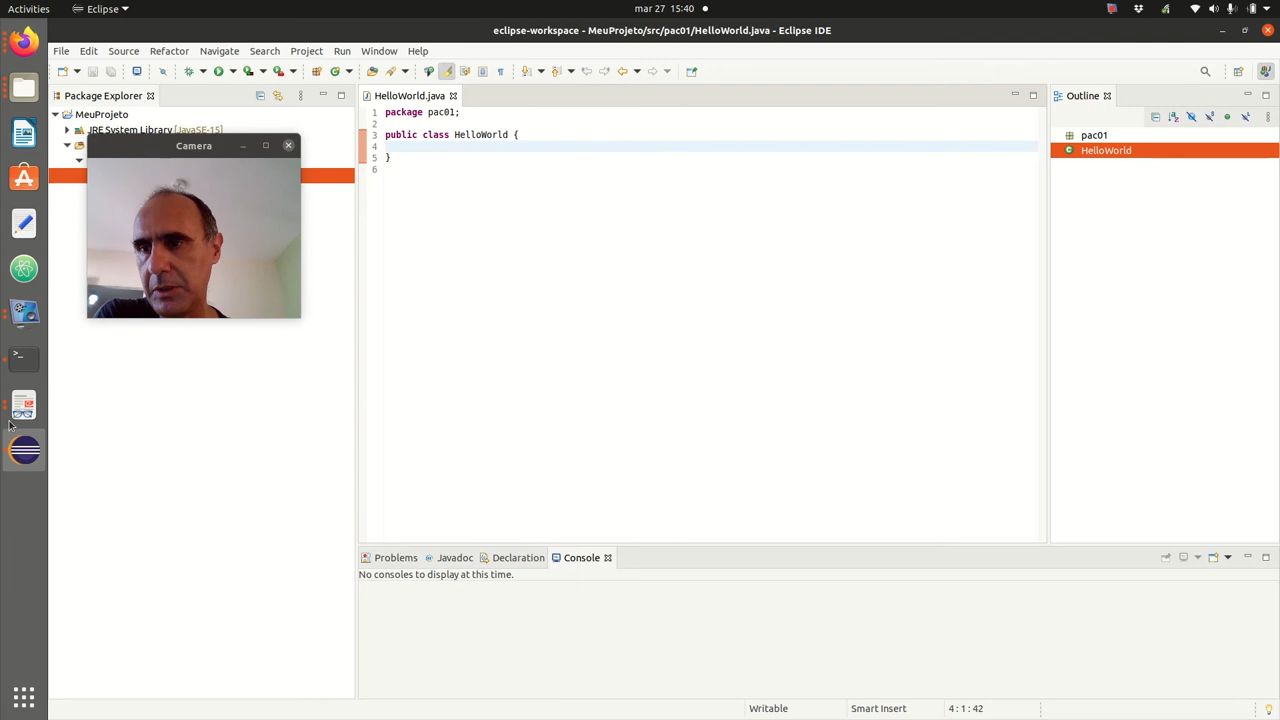 Activities
Eclipse
mar 27 15:40
eclipse-workspace - MeuProjeto/src/pac01/HelloWorld.java - Eclipse IDE
File Edit Source Refactor Navigate Search Project Run Window Help
Package Explorer
MeuProjeto
JRE System Library [JavaSE-15]
Camera
HelloWorld.java
1 package pac01;
2
3 public class HelloWorld {
4
5 }
6
Outline
pac01
HelloWorld
Problems Javadoc Declaration Console
No consoles to display at this time.
Writable Smart Insert 4 : 1 : 42